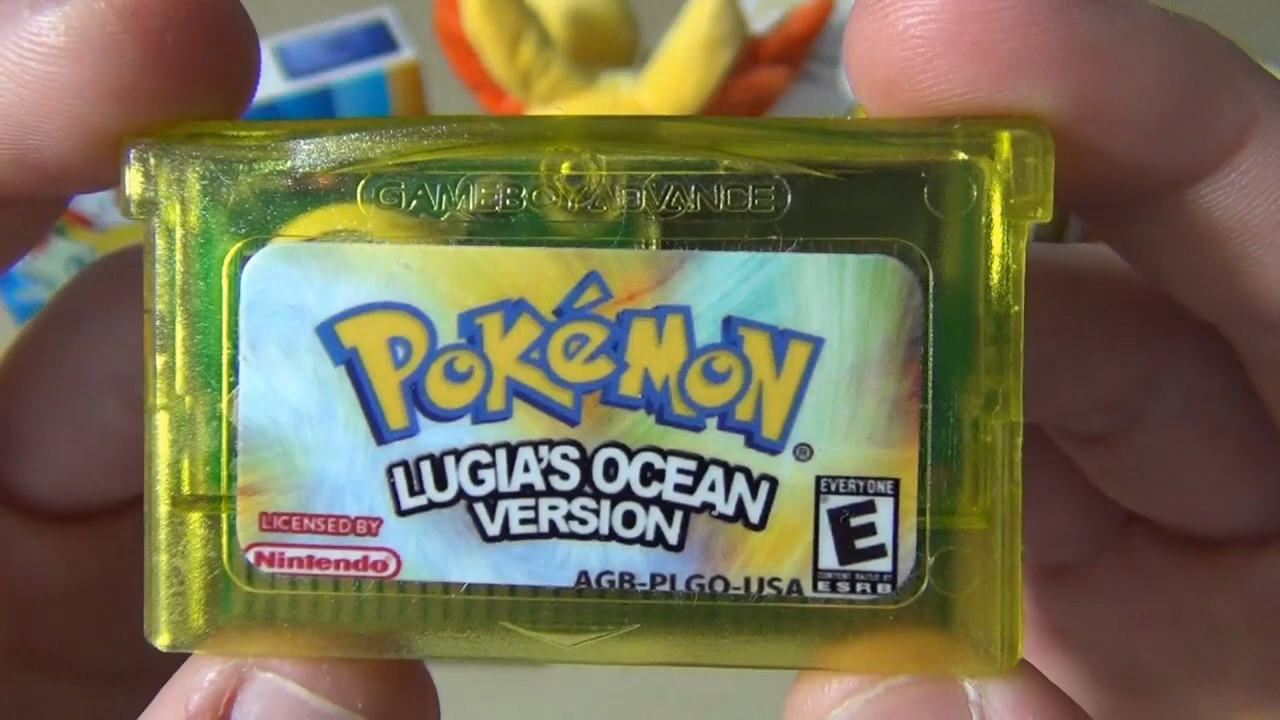 GAMEBOY ADVANCE
POKéMON
®
LUGIA'S OCEAN
VERSION
LICENSED BY
Nintendo
AGB-PLGO-USA
EVERYONE
E
CONTENT RATED BY
ESRB